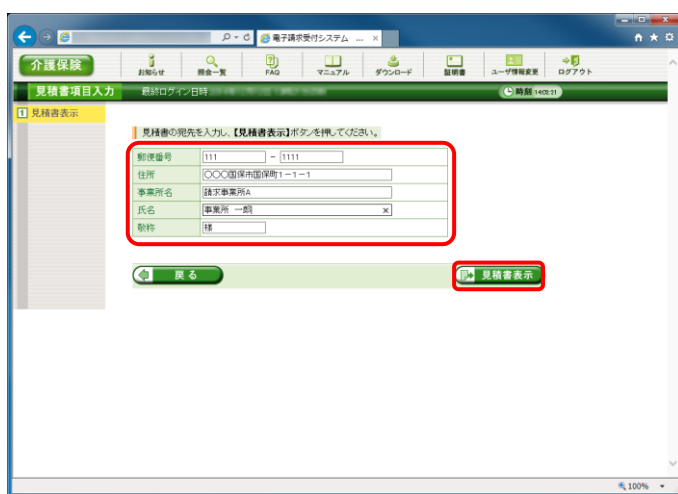 電子請求受付システム ...
介護保険
お知らせ
照会一覧
FAQ
マニュアル
ダウンロード
証明書
ユーザ情報変更
ログアウト
見積書項目入力
最終ログイン日時
時刻 14:02:21
1 見積書表示
見積書の宛先を入力し、【見積書表示】ボタンを押してください。
郵便番号 111 - 1111
住所 〇〇〇国保市国保町1-1-1
事業所名 請求事業所A
氏名 事業所 一郎
敬称 様
戻る
見積書表示
100%